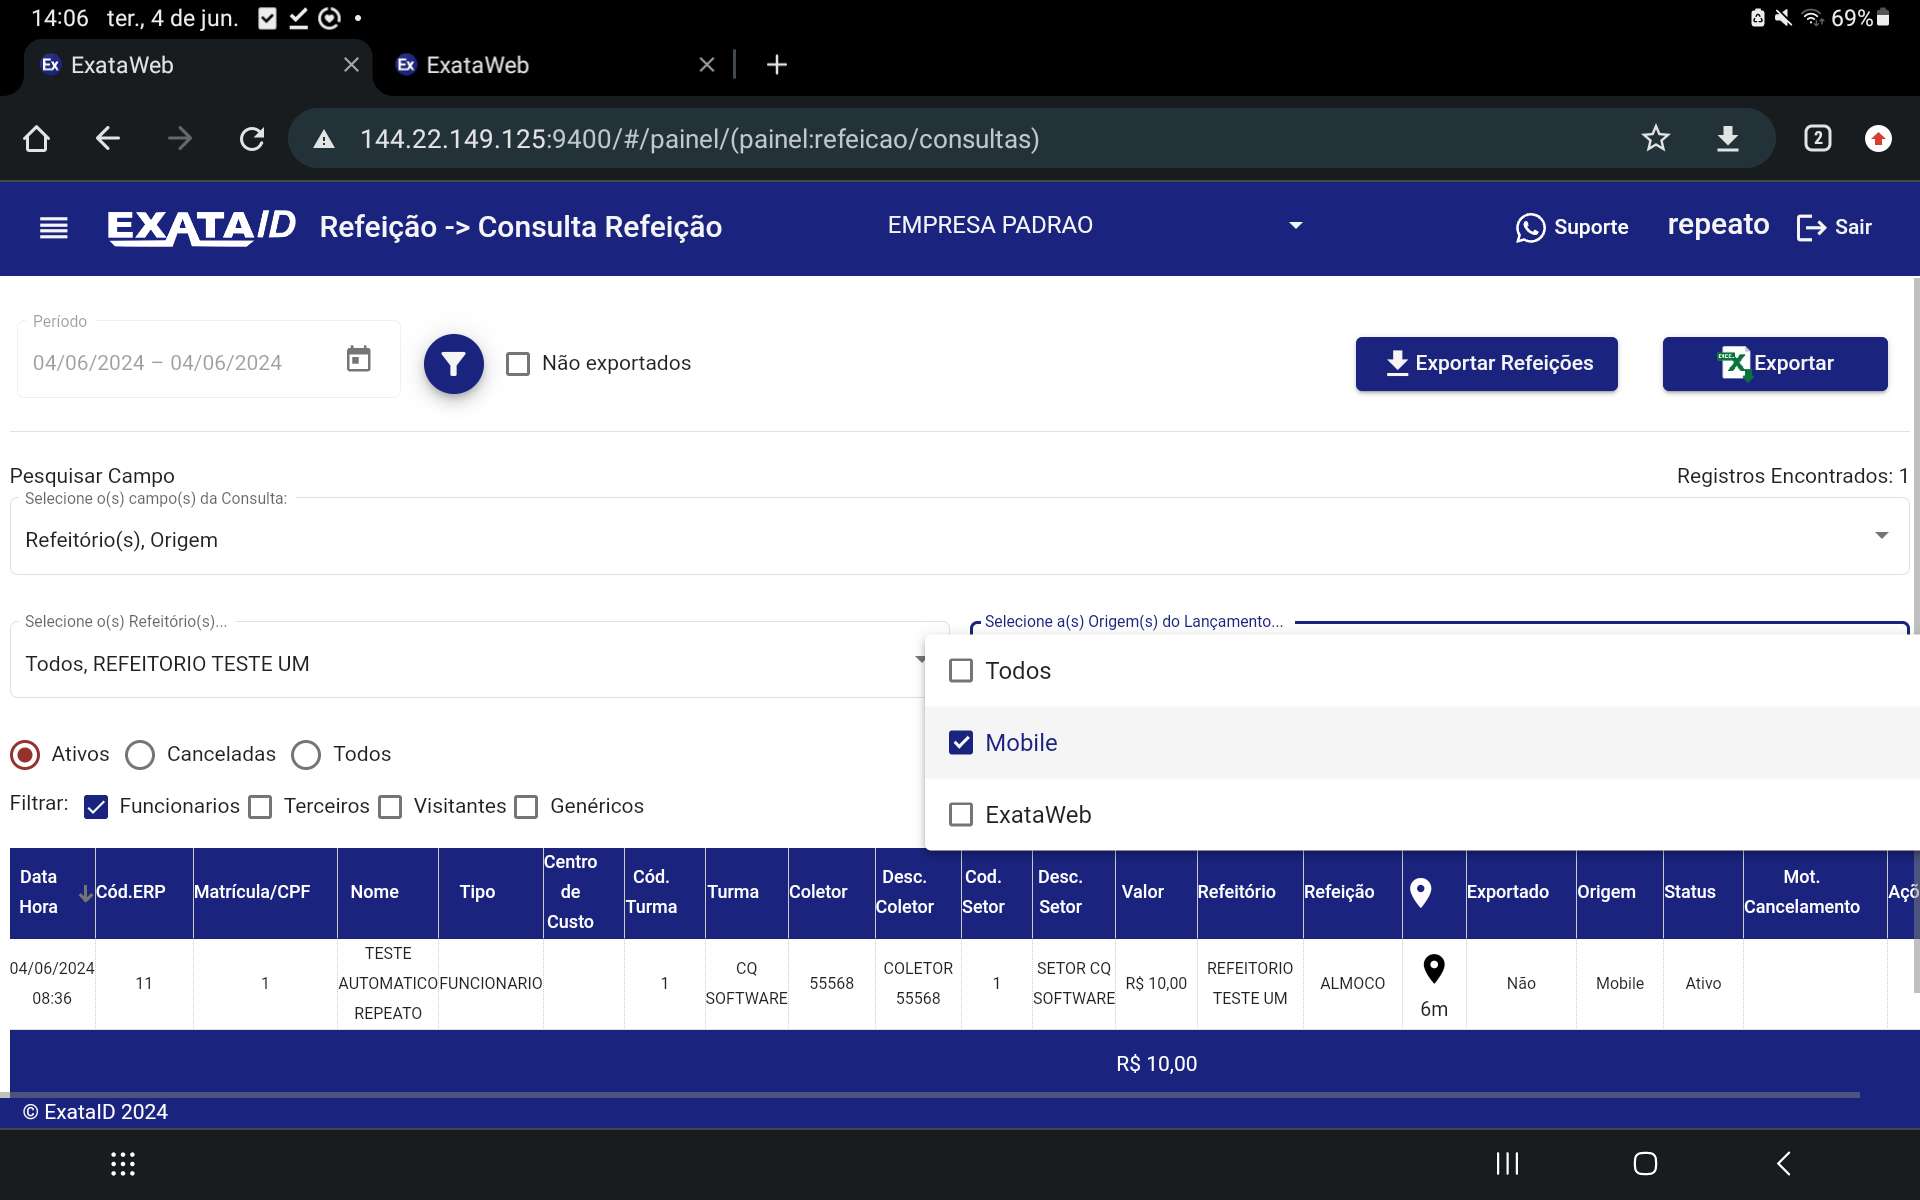 14:06 ter., 4 de jun.
69%
Ex ExataWeb
Ex ExataWeb
144.22.149.125:9400/#/painel/(painel:refeicao/consultas)
2
EXATAID Refeição -> Consulta Refeição EMPRESA PADRAO Suporte repeato Sair
Período
04/06/2024 – 04/06/2024
Não exportados
Exportar Refeições
Exportar
Pesquisar Campo
Registros Encontrados: 1
Selecione o(s) campo(s) da Consulta:
Refeitório(s), Origem
Selecione o(s) Refeitório(s)...
Todos, REFEITORIO TESTE UM
Selecione a(s) Origem(s) do Lançamento...
Todos
Mobile
ExataWeb
Ativos Canceladas Todos
Filtrar: Funcionarios Terceiros Visitantes Genéricos
Data Hora
Cód.ERP
Matrícula/CPF
Nome
Tipo
Centro de Custo
Cód. Turma
Turma
Coletor
Desc. Coletor
Cod. Setor
Desc. Setor
Valor
Refeitório
Refeição
Exportado
Origem
Status
Mot. Cancelamento
Açõ
04/06/2024 08:36
11
1
TESTE AUTOMATICO REPEATO
FUNCIONARIO
1
CQ SOFTWARE
55568
COLETOR 55568
1
SETOR CQ SOFTWARE
R$ 10,00
REFEITORIO TESTE UM
ALMOCO
6m
Não
Mobile
Ativo
R$ 10,00
© ExataID 2024